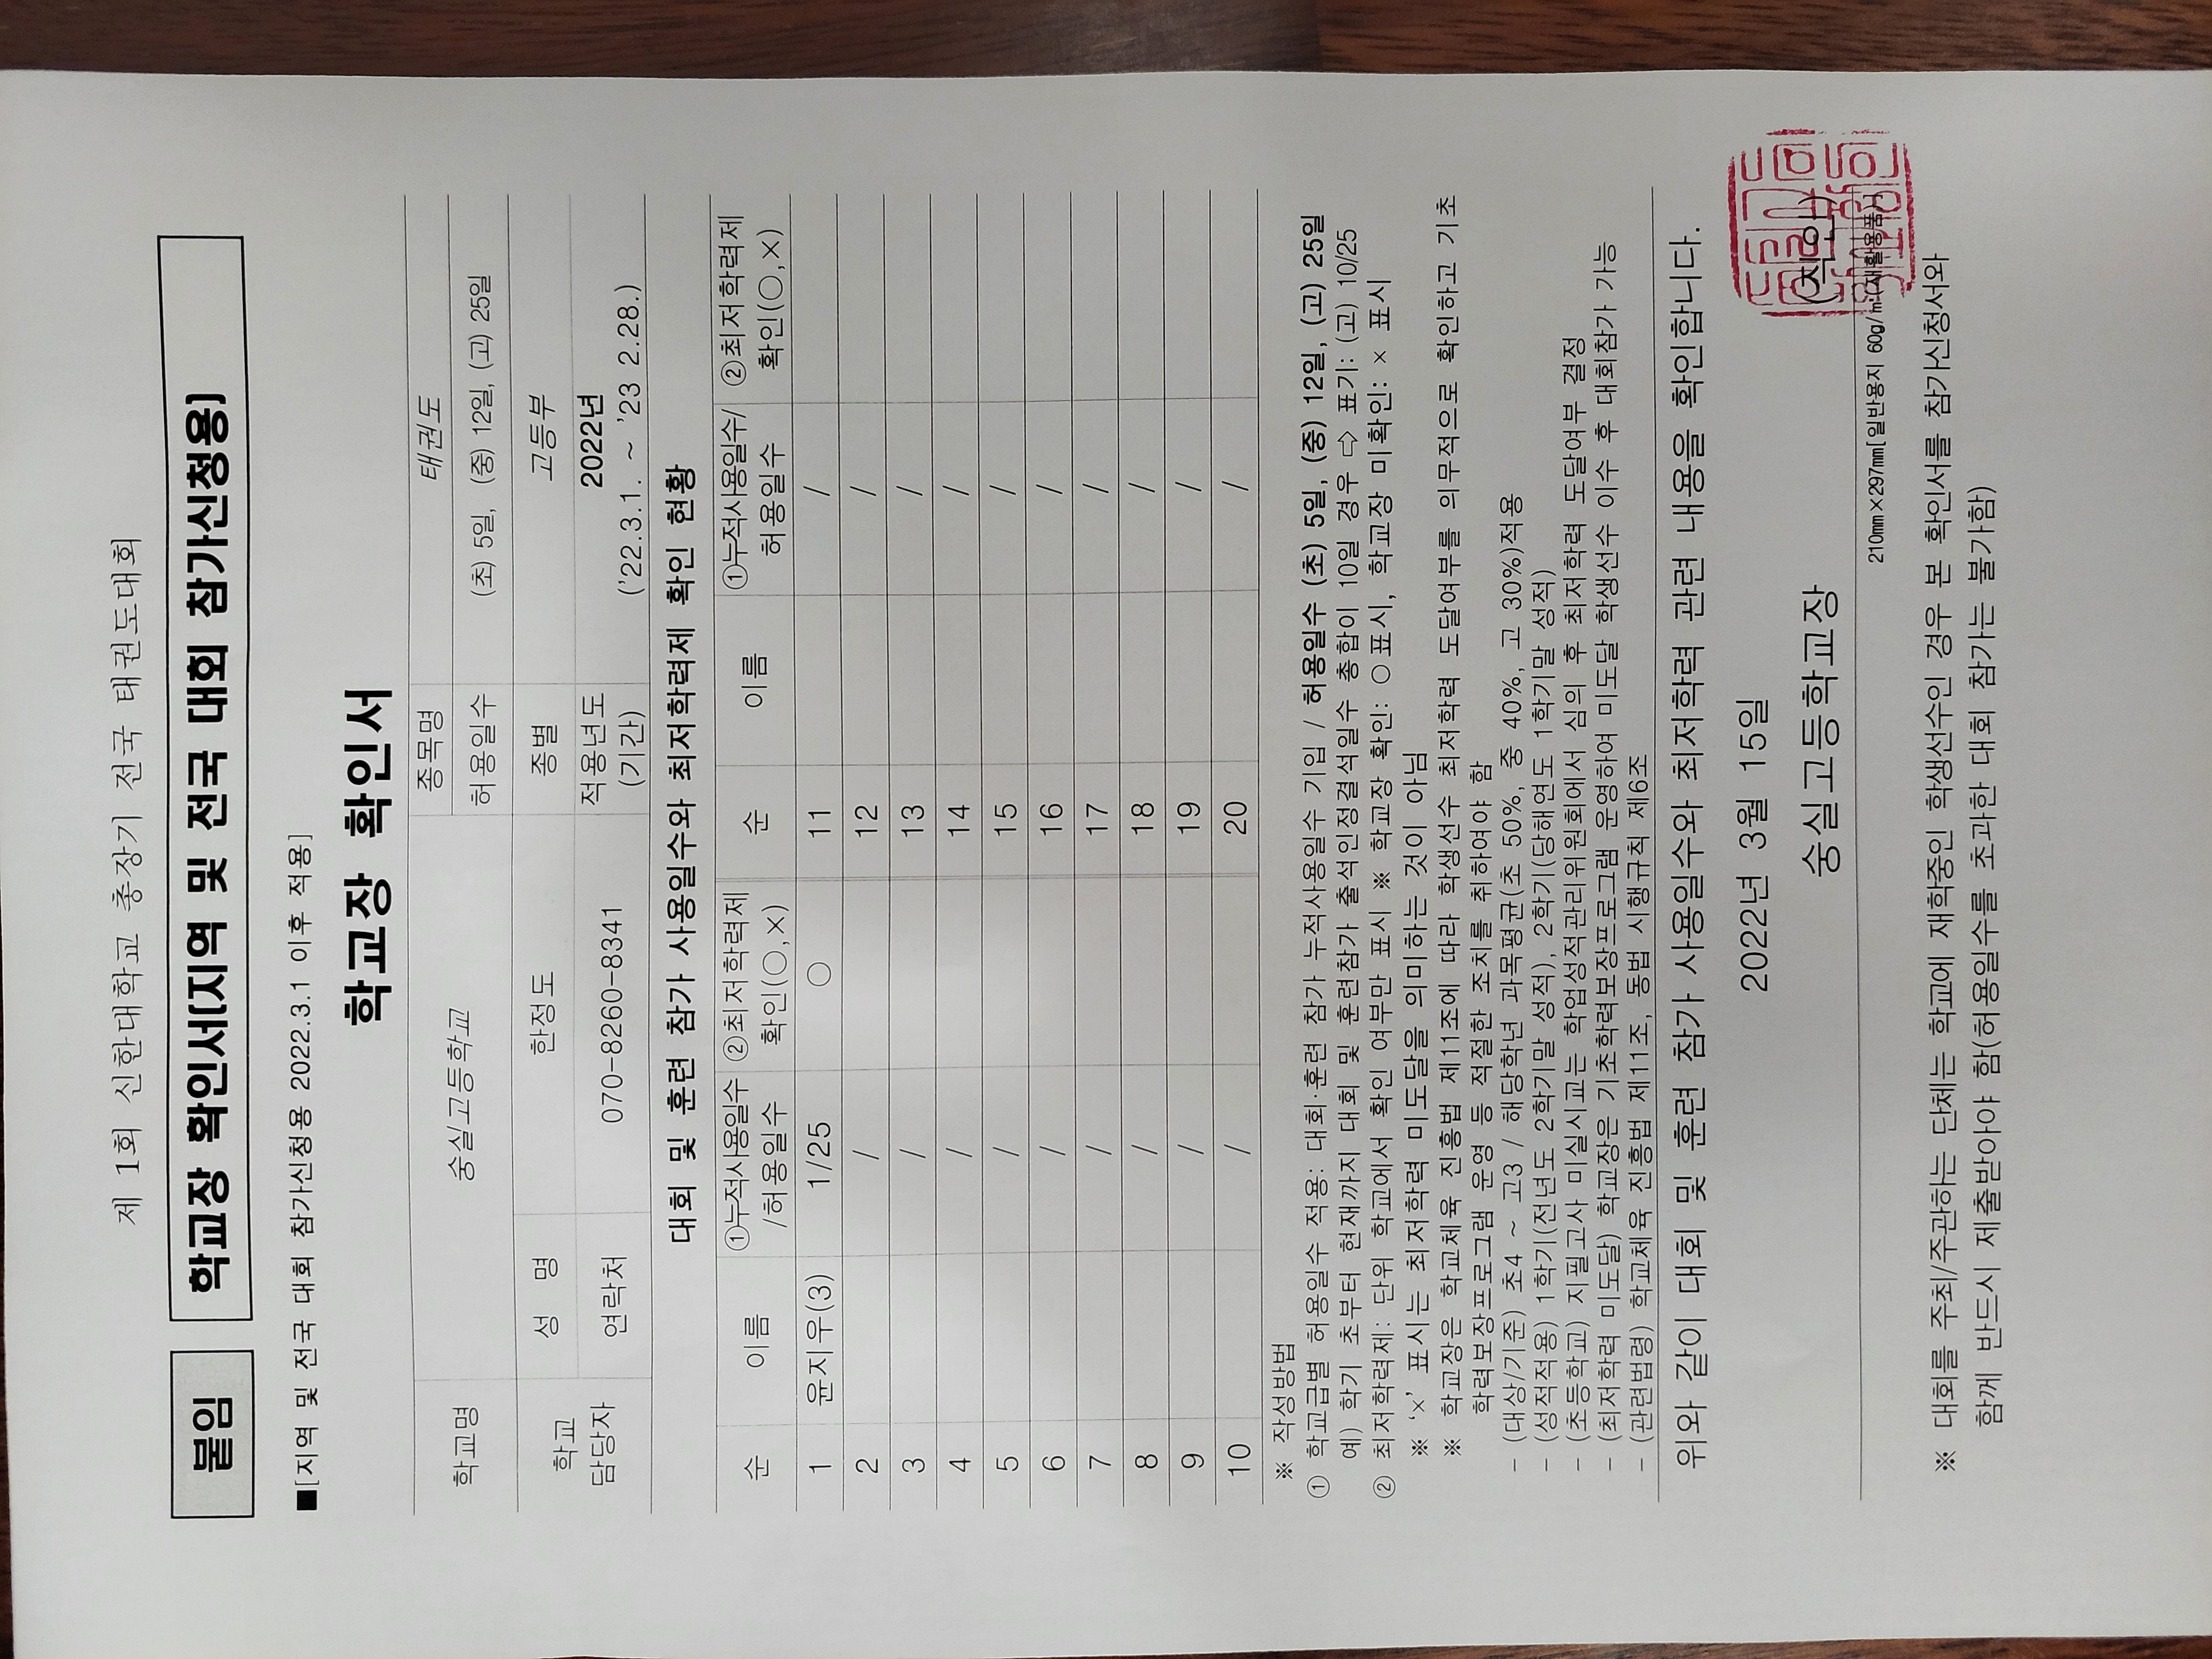 제 1회 신한대학교 총장기 전국 태권도대회
붙임 학교장 확인서(지역 및 전국 대회 참가신청용)
■[지역 및 전국 대회 참가신청용 2022.3.1 이후 적용]
학교장 확인서
학교명 숭실고등학교 종목명 태권도
허용일수 (초) 5일, (중) 12일, (고) 25일
학교 담당자 성 명 한정도 종별 고등부
연락처 070-8260-8341 적용년도 (기간) 2022년 ('22.3.1. ~ '23 2.28.)
대회 및 훈련 참가 사용일수와 최저학력제 확인 현황
순 이름 ①누적사용일수 /허용일수 ②최저학력제 확인(○,×) 순 이름 ①누적사용일수/ 허용일수 ②최저학력제 확인(○,×)
1 윤지우(3) 1/25 ○ 11 /
2 / 12 /
3 / 13 /
4 / 14 /
5 / 15 /
6 / 16 /
7 / 17 /
8 / 18 /
9 / 19 /
10 / 20 /
※ 작성방법
① 학교급별 허용일수 적용: 대회·훈련 참가 누적사용일수 기입 / 허용일수 (초) 5일, (중) 12일, (고) 25일
예) 학기 초부터 현재까지 대회 및 훈련참가 출석인정결석일수 총합이 10일 경우 ⇨ 표기: (고) 10/25
② 최저학력제: 단위 학교에서 확인 여부만 표시 ※ 학교장 확인: ○표시, 학교장 미확인: × 표시
※ '×' 표시는 최저학력 미도달을 의미하는 것이 아님
※ 학교장은 학교체육 진흥법 제11조에 따라 학생선수 최저학력 도달여부를 의무적으로 확인하고 기초
학력보장프로그램 운영 등 적절한 조치를 취하여야 함
- (대상/기준) 초4 ~ 고3 / 해당학년 과목평균(초 50%, 중 40%, 고 30%)적용
- (성적적용) 1학기(전년도 2학기말 성적), 2학기(당해연도 1학기말 성적)
- (초등학교) 지필고사 미실시교는 학업성적관리위원회에서 심의 후 최저학력 도달여부 결정
- (최저학력 미도달) 학교장은 기초학력보장프로그램 운영하여 미도달 학생선수 이수 후 대회참가 가능
- (관련법령) 학교체육 진흥법 제11조, 동법 시행규칙 제6조
위와 같이 대회 및 훈련 참가 사용일수와 최저학력 관련 내용을 확인합니다.
2022년 3월 15일
숭실고등학교장 (직인)
210mm×297mm[일반용지 60g/㎡(재활용품)]
※ 대회를 주최/주관하는 단체는 학교에 재학중인 학생선수인 경우 본 확인서를 참가신청서와
함께 반드시 제출받아야 함(허용일수를 초과한 대회 참가는 불가함)